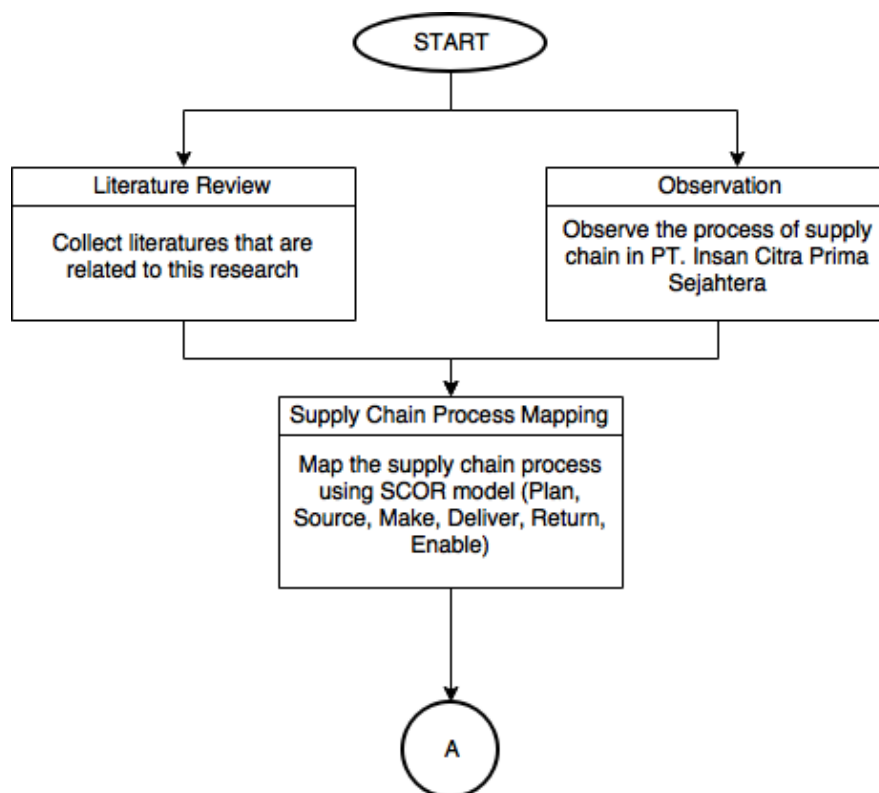 START
Literature Review
Collect literatures that are
related to this research
Observation
Observe the process of supply
chain in PT. Insan Citra Prima
Sejahtera
Supply Chain Process Mapping
Map the supply chain process
using SCOR model (Plan,
Source, Make, Deliver, Return,
Enable)
A